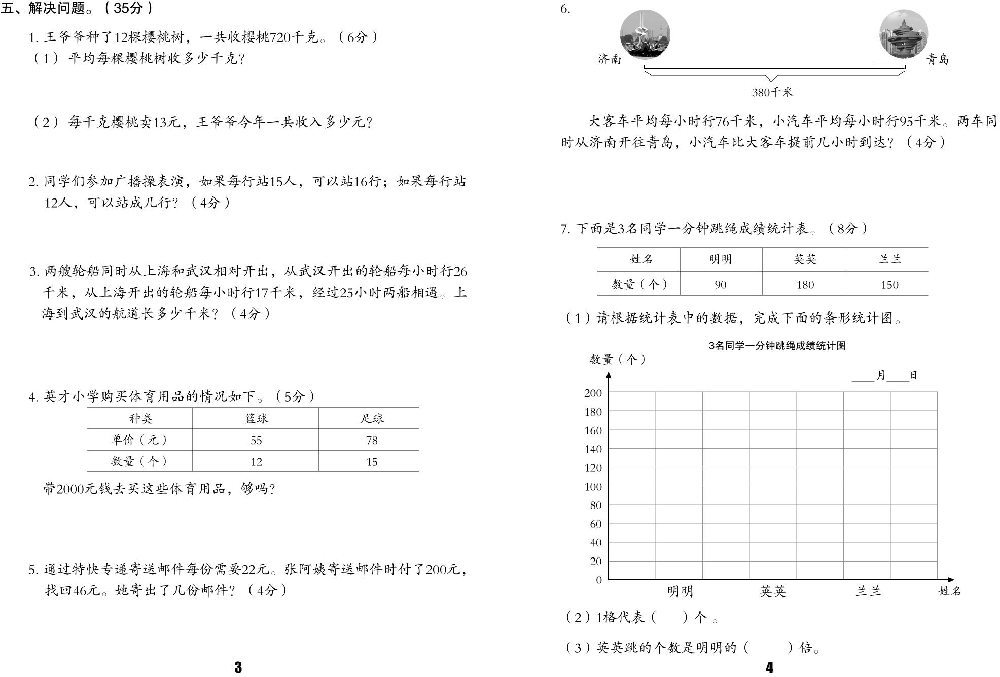 五、解决问题。（35分）
1. 王爷爷种了12棵樱桃树，一共收樱桃720千克。（6分）
（1） 平均每棵樱桃树收多少千克？
（2） 每千克樱桃卖13元，王爷爷今年一共收入多少元？
2. 同学们参加广播操表演，如果每行站15人，可以站16行；如果每行站
12人，可以站成几行？（4分）
3. 两艘轮船同时从上海和武汉相对开出，从武汉开出的轮船每小时行26
千米，从上海开出的轮船每小时行17千米，经过25小时两船相遇。上
海到武汉的航道长多少千米？（4分）
4. 英才小学购买体育用品的情况如下。（5分）
种类 篮球 足球
单价（元） 55 78
数量（个） 12 15
带2000元钱去买这些体育用品，够吗？
5. 通过特快专递寄送邮件每份需要22元。张阿姨寄送邮件时付了200元，
找回46元。她寄出了几份邮件？（4分）
3
6.
济南 青岛
380千米
大客车平均每小时行76千米，小汽车平均每小时行95千米。两车同
时从济南开往青岛，小汽车比大客车提前几小时到达？（4分）
7. 下面是3名同学一分钟跳绳成绩统计表。（8分）
姓名 明明 英英 兰兰
数量（个） 90 180 150
（1）请根据统计表中的数据，完成下面的条形统计图。
3名同学一分钟跳绳成绩统计图
数量（个）
____月____日
200
180
160
140
120
100
80
60
40
20
0
明明 英英 兰兰 姓名
（2）1格代表（ ）个 。
（3）英英跳的个数是明明的（ ）倍。
4